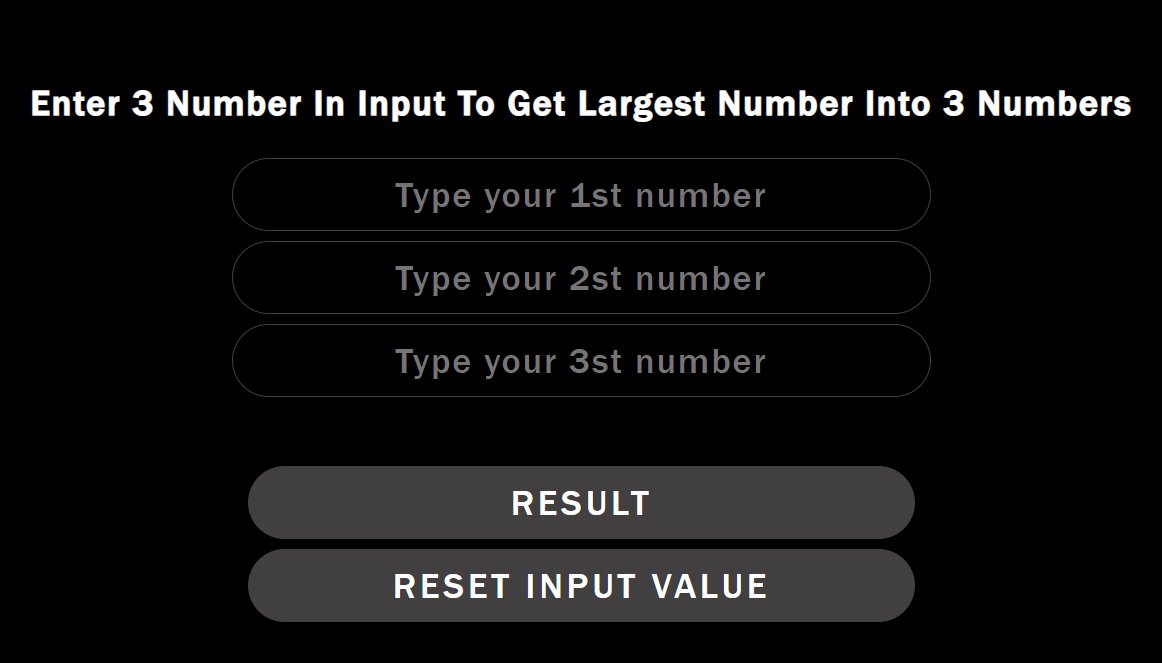 Enter 3 Number In Input To Get Largest Number Into 3 Numbers
Type your 1st number
Type your 2st number
Type your 3st number
RESULT
RESET INPUT VALUE